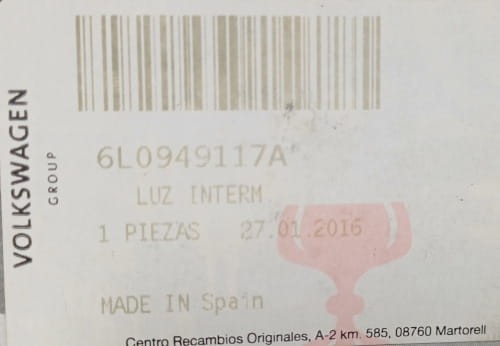 VOLKSWAGEN
GROUP
6L0949117A
LUZ INTERM
1 PIEZAS 27.01.2016
MADE IN Spain
Centro Recambios Originales, A-2 km. 585, 08760 Martorell